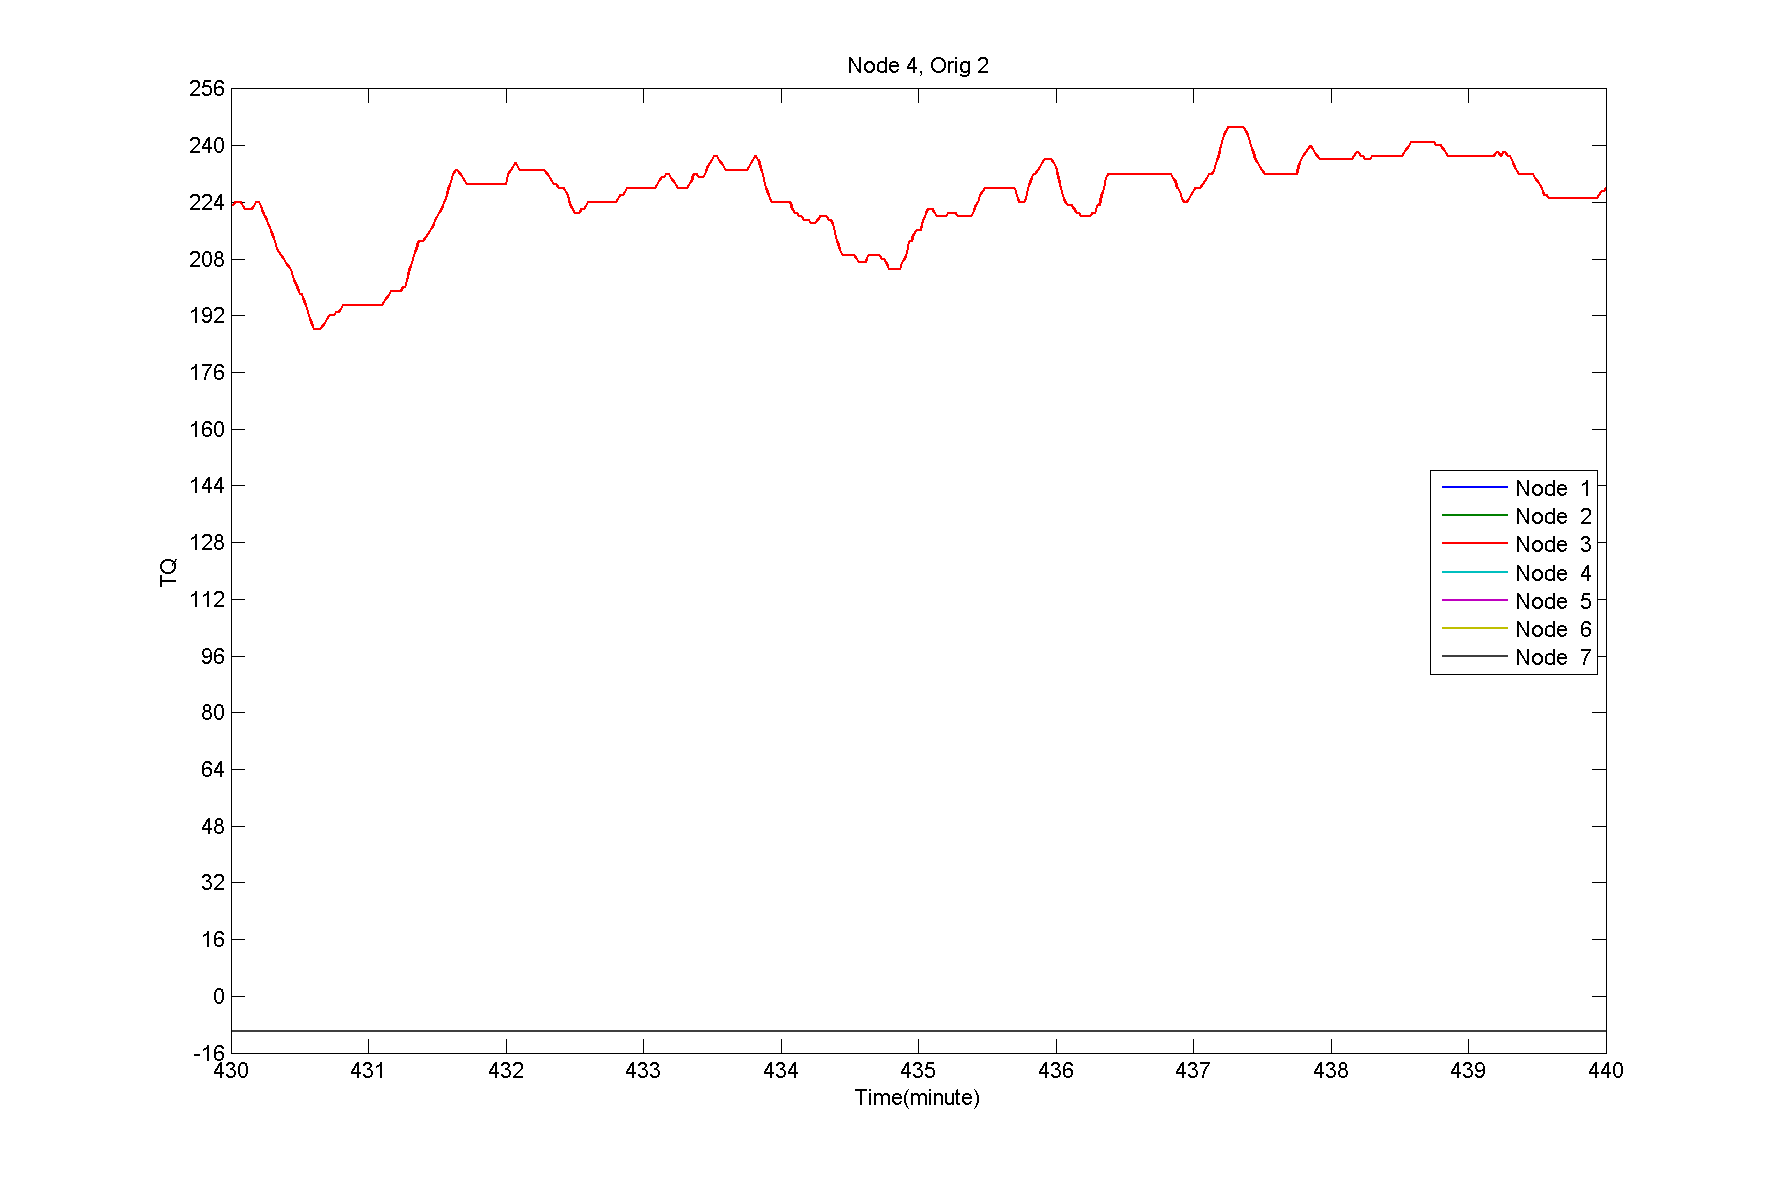 Node 4, Orig 2
256
240
224
208
192
176
160
144
128
112
96
80
64
48
32
16
0
-16
TQ
Node 1
Node 2
Node 3
Node 4
Node 5
Node 6
Node 7
430 431 432 433 434 435 436 437 438 439 440
Time(minute)